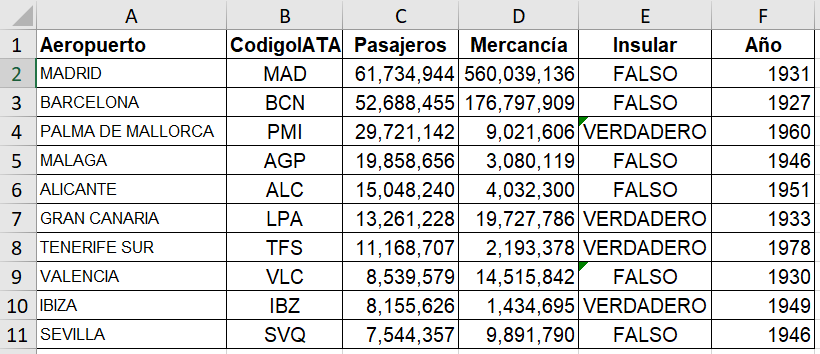 A B C D E F
1 Aeropuerto CodigoIATA Pasajeros Mercancía Insular Año
2 MADRID MAD 61,734,944 560,039,136 FALSO 1931
3 BARCELONA BCN 52,688,455 176,797,909 FALSO 1927
4 PALMA DE MALLORCA PMI 29,721,142 9,021,606 VERDADERO 1960
5 MALAGA AGP 19,858,656 3,080,119 FALSO 1946
6 ALICANTE ALC 15,048,240 4,032,300 FALSO 1951
7 GRAN CANARIA LPA 13,261,228 19,727,786 VERDADERO 1933
8 TENERIFE SUR TFS 11,168,707 2,193,378 VERDADERO 1978
9 VALENCIA VLC 8,539,579 14,515,842 FALSO 1930
10 IBIZA IBZ 8,155,626 1,434,695 VERDADERO 1949
11 SEVILLA SVQ 7,544,357 9,891,790 FALSO 1946